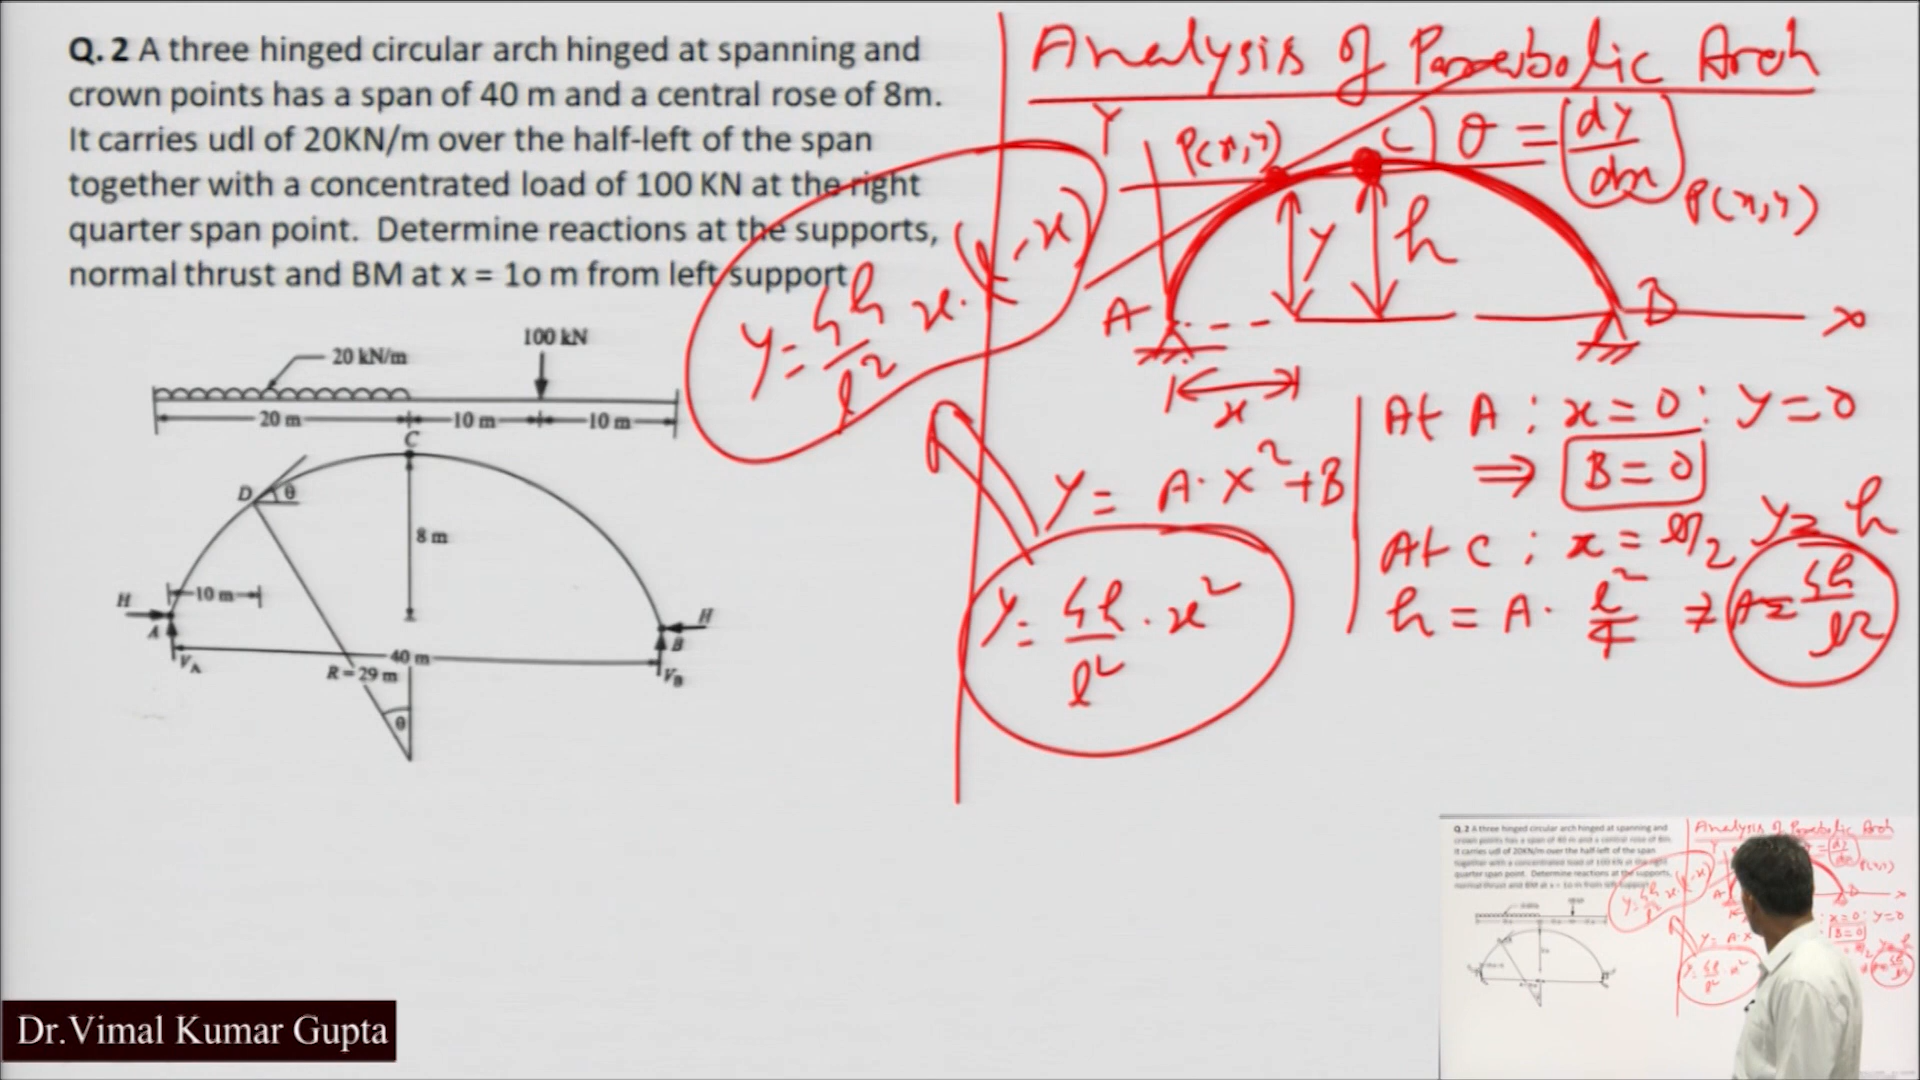 Q. 2 A three hinged circular arch hinged at spanning and
crown points has a span of 40 m and a central rose of 8m.
It carries udl of 20KN/m over the half-left of the span
together with a concentrated load of 100 KN at the right
quarter span point. Determine reactions at the supports,
normal thrust and BM at x = 1o m from left support
20 kN/m
100 kN
20 m
10 m
10 m
C
D
θ
8 m
10 m
H
A
V_A
H
B
V_B
40 m
R = 29 m
θ
Analysis of Parabolic Arch
Y
P(x,y)
C
θ = (dy/dx)
P(x,y)
y
h
A
B
x
x
y = 4h/l² x.(l-x)
y = A.x² + B
y = 4h/l² . x²
At A : x = 0 : y = 0
⇒ B = 0
At C : x = l/2 y = h
h = A . l²/4 ⇒ A = 4h/l²
Dr.Vimal Kumar Gupta